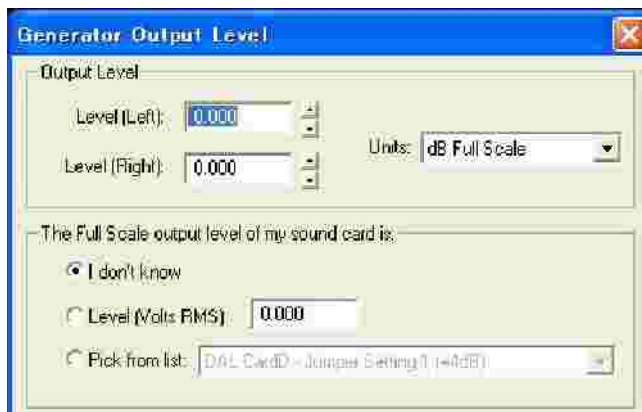 Generator Output Level
Output Level
Level (Left): 0.000
Level (Right): 0.000
Units: dB Full Scale
The Full Scale output level of my sound card is:
I don't know
Level (Volts RMS) 0.000
Pick from list: DAL CardD - Jumper Setting 1 (+4dB)